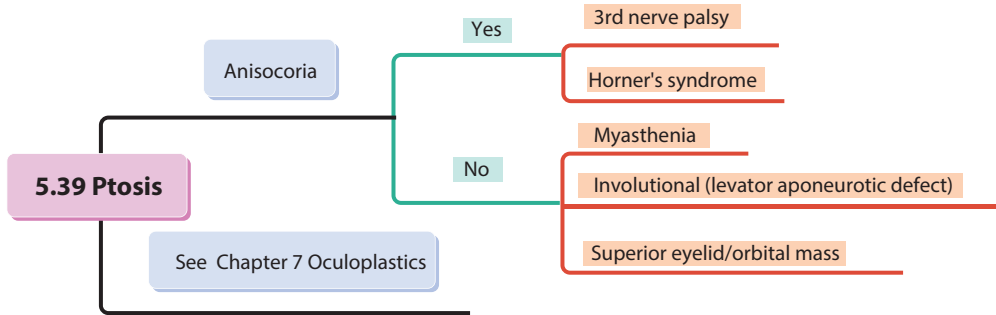 5.39 Ptosis
Anisocoria
Yes
3rd nerve palsy
Horner's syndrome
No
Myasthenia
Involutional (levator aponeurotic defect)
Superior eyelid/orbital mass
See Chapter 7 Oculoplastics